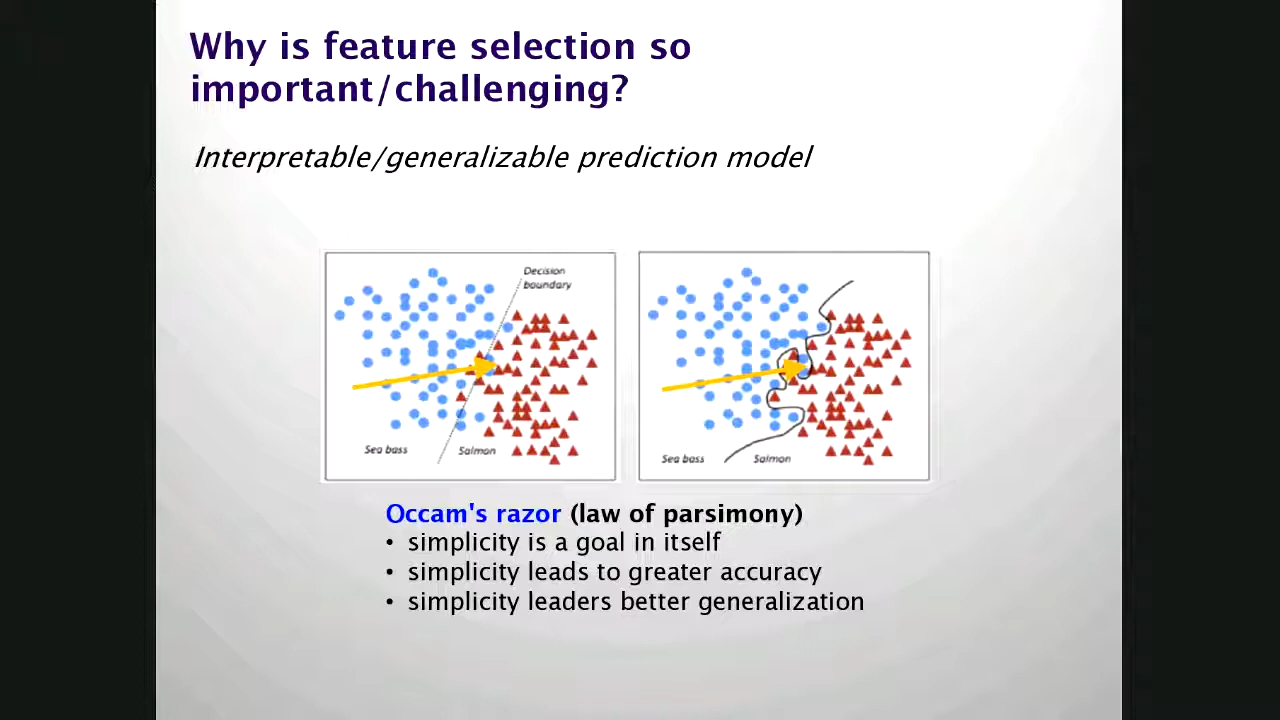 Why is feature selection so
important/challenging?
Interpretable/generalizable prediction model
Decision
boundary
Sea bass
Salmon
Sea bass
Salmon
Occam's razor (law of parsimony)
• simplicity is a goal in itself
• simplicity leads to greater accuracy
• simplicity leaders better generalization